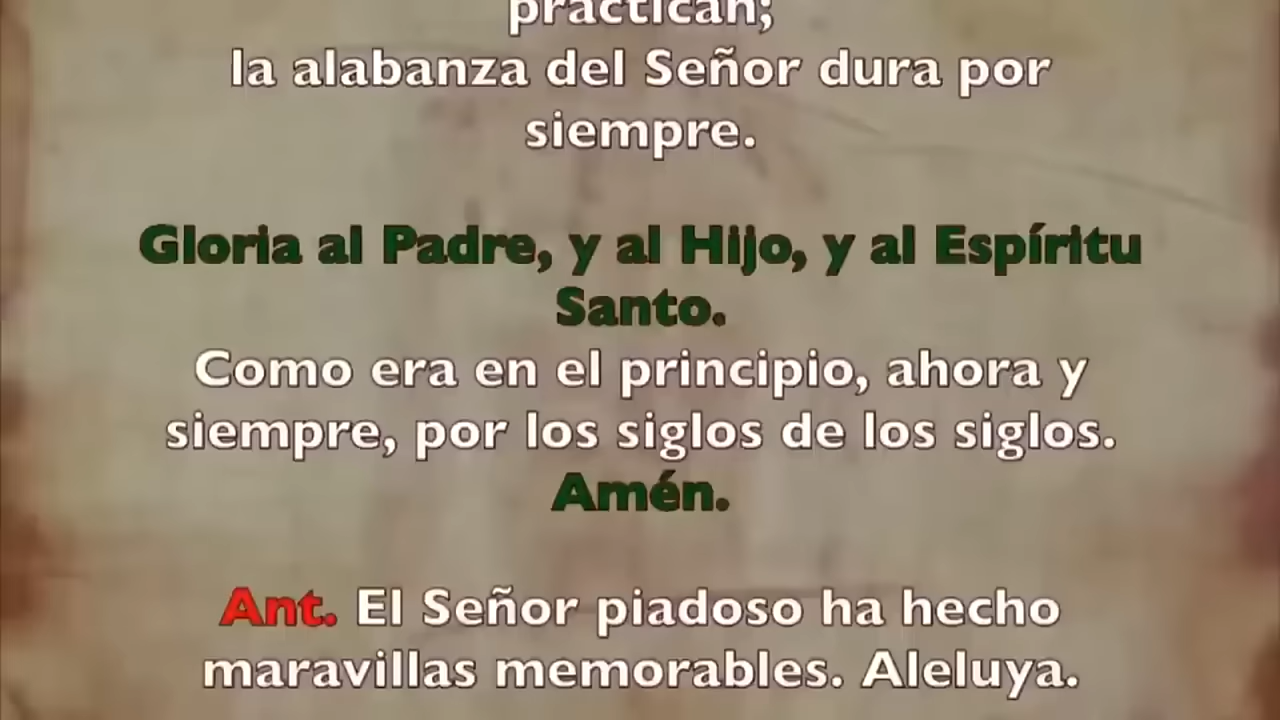 practican;
la alabanza del Señor dura por
siempre.
Gloria al Padre, y al Hijo, y al Espíritu
Santo.
Como era en el principio, ahora y
siempre, por los siglos de los siglos.
Amén.
Ant. El Señor piadoso ha hecho
maravillas memorables. Aleluya.